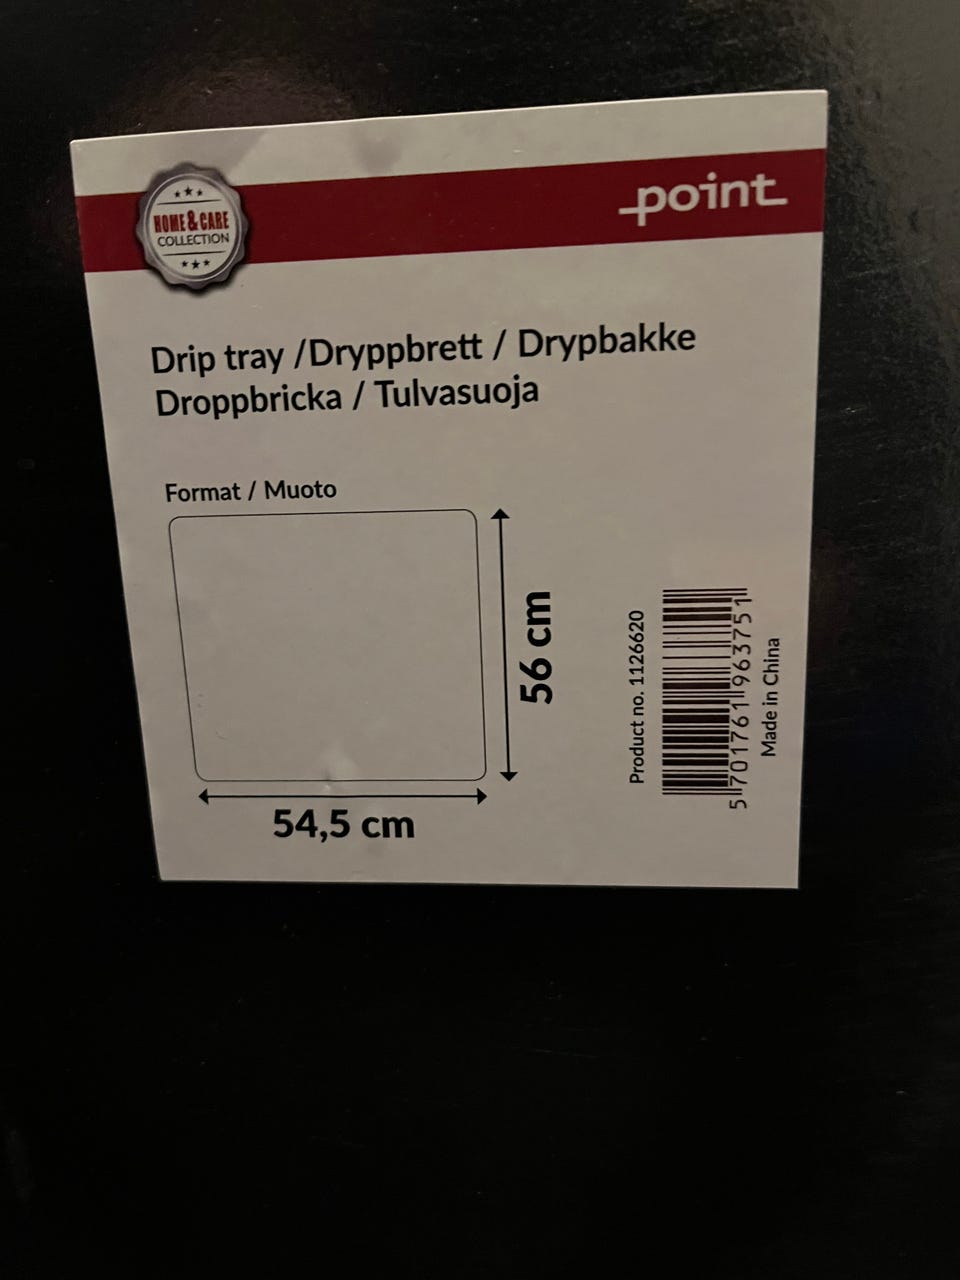 HOME & CARE
COLLECTION
point
Drip tray /Dryppbrett / Drypbakke
Droppbricka / Tulvasuoja
Format / Muoto
56 cm
54,5 cm
Product no. 1126620
5 701761 963751
Made in China